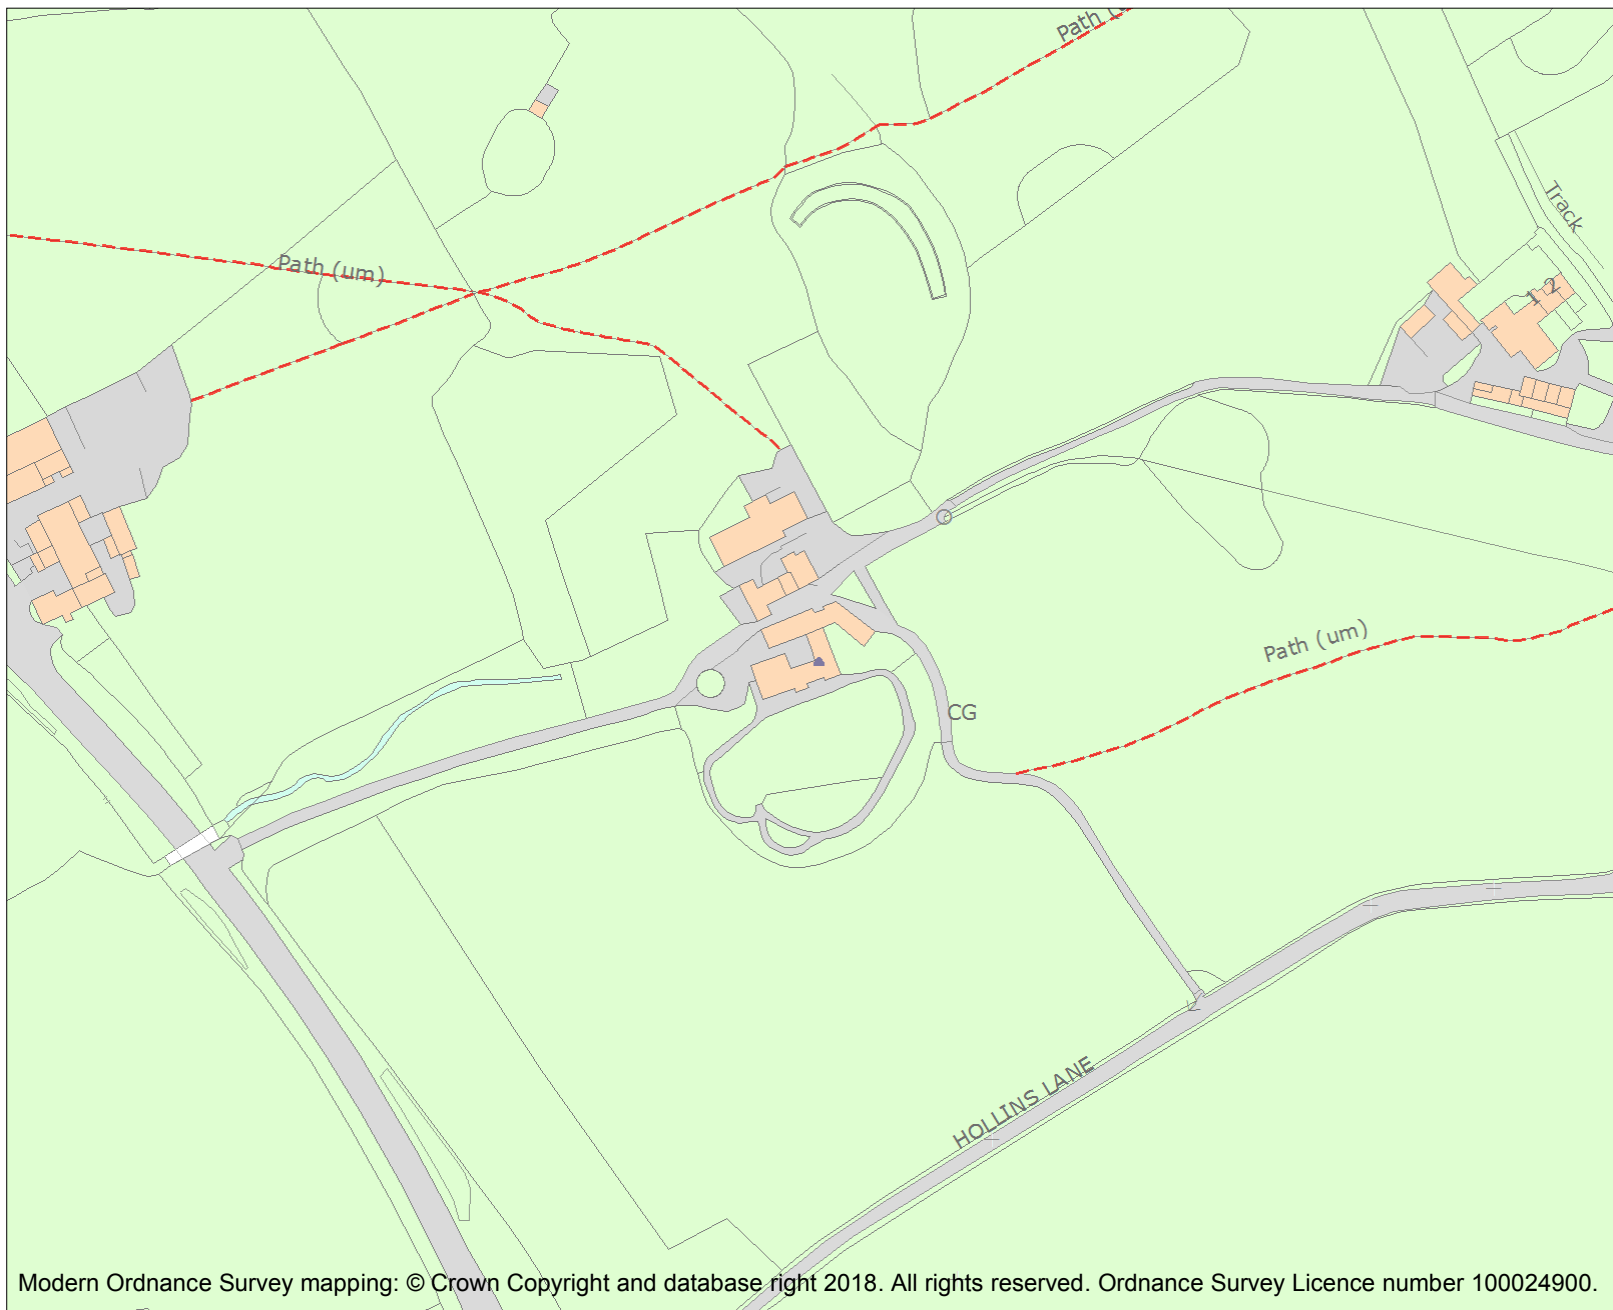 Path (u
Track
Path (um)
1 2
Path (um)
CG
HOLLINS LANE
Modern Ordnance Survey mapping: © Crown Copyright and database right 2018. All rights reserved. Ordnance Survey Licence number 100024900.